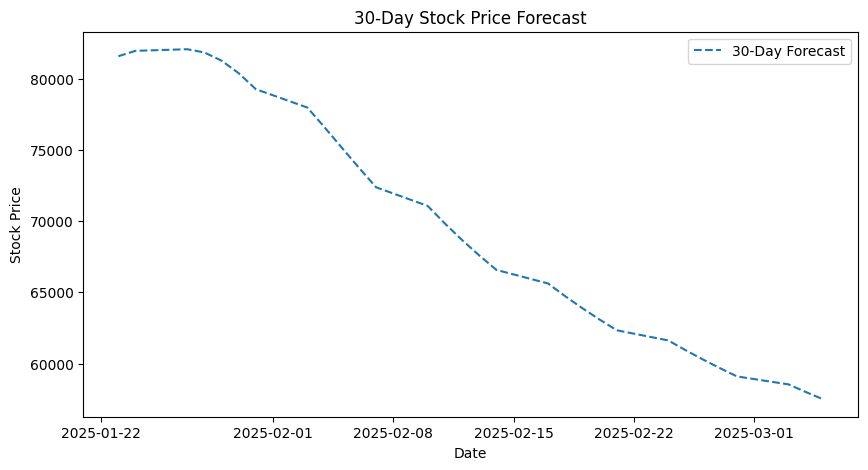 30-Day Stock Price Forecast
30-Day Forecast
Stock Price
80000
75000
70000
65000
60000
2025-01-22
2025-02-01
2025-02-08
2025-02-15
2025-02-22
2025-03-01
Date